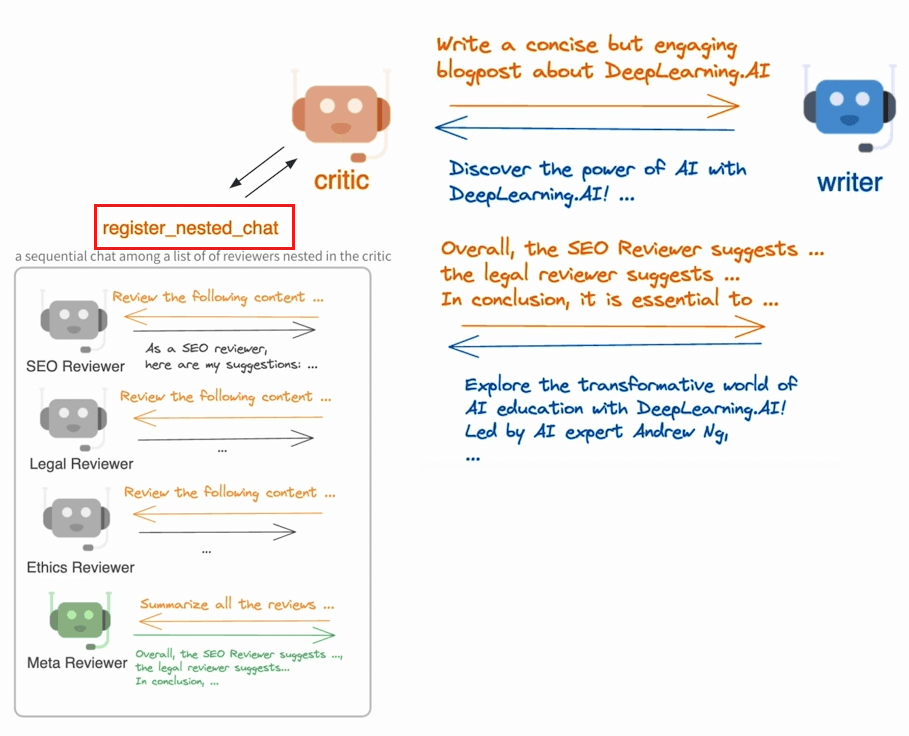 Write a concise but engaging
blogpost about DeepLearning.AI
critic
writer
Discover the power of AI with
DeepLearning.AI! ...
register_nested_chat
a sequential chat among a list of of reviewers nested in the critic
Overall, the SEO Reviewer suggests ...
the legal reviewer suggests ...
In conclusion, it is essential to ...
Explore the transformative world of
AI education with DeepLearning.AI!
Led by AI expert Andrew Ng,
...
Review the following content ...
As a SEO reviewer,
here are my suggestions: ...
SEO Reviewer
Review the following content ...
...
Legal Reviewer
Review the following content ...
...
Ethics Reviewer
Summarize all the reviews ...
Meta Reviewer
Overall, the SEO Reviewer suggests ...,
the legal reviewer suggests...
In conclusion, ...